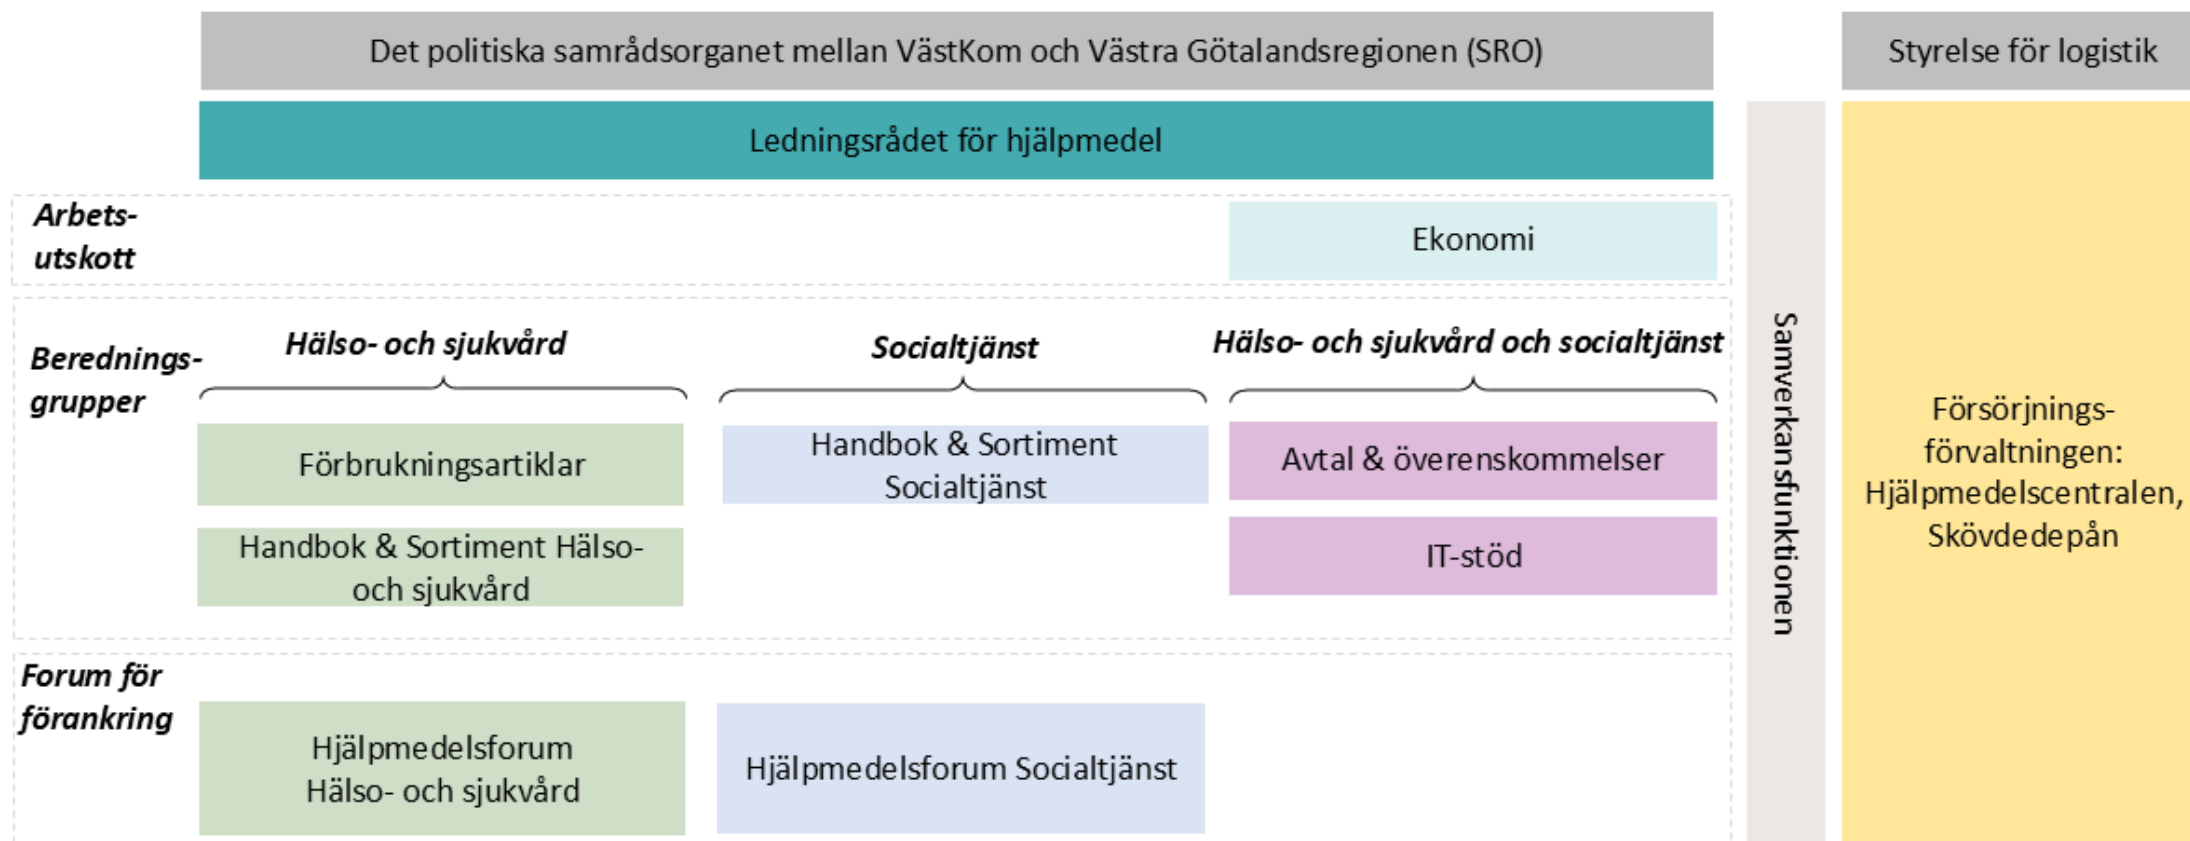 Det politiska samrådsorganet mellan VästKom och Västra Götalandsregionen (SRO)
Styrelse för logistik
Ledningsrådet för hjälpmedel
Arbets-
utskott
Ekonomi
Berednings-
grupper
Hälso- och sjukvård
Socialtjänst
Hälso- och sjukvård och socialtjänst
Förbrukningsartiklar
Handbok & Sortiment Hälso-
och sjukvård
Handbok & Sortiment
Socialtjänst
Avtal & överenskommelser
IT-stöd
Forum för
förankring
Hjälpmedelsforum
Hälso- och sjukvård
Hjälpmedelsforum Socialtjänst
Samverkansfunktionen
Försörjnings-
förvaltningen:
Hjälpmedelscentralen,
Skövdedepån